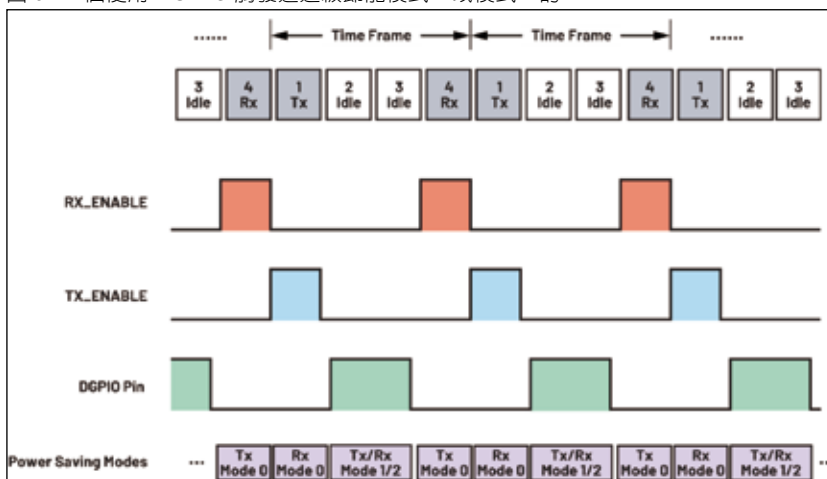 ...... Time Frame Time Frame ......
3 Idle 4 Rx 1 Tx 2 Idle 3 Idle 4 Rx 1 Tx 2 Idle 3 Idle 4 Rx 1 Tx 2 Idle 3 Idle
RX_ENABLE
TX_ENABLE
DGPIO Pin
Power Saving Modes ... Tx Mode 0 Rx Mode 0 Tx/Rx Mode 1/2 Tx Mode 0 Rx Mode 0 Tx/Rx Mode 1/2 Tx Mode 0 Rx Mode 0 Tx/Rx Mode 1/2 ...